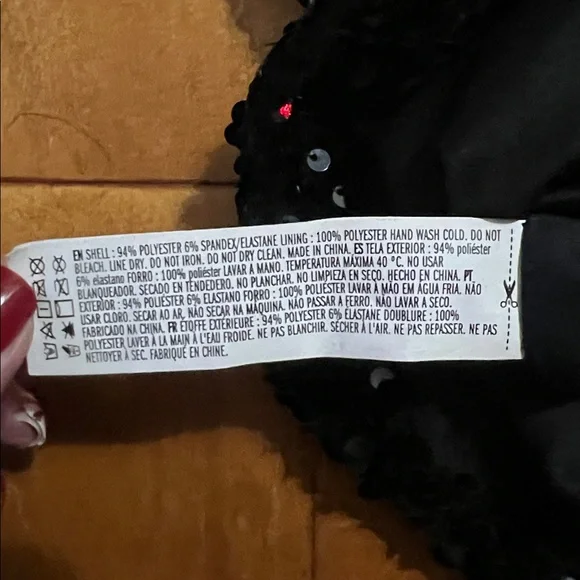 EN SHELL : 94% POLYESTER 6% SPANDEX/ELASTANE LINING : 100% POLYESTER HAND WASH COLD. DO NOT
BLEACH. LINE DRY. DO NOT IRON. DO NOT DRY CLEAN. MADE IN CHINA. ES TELA EXTERIOR : 94% poliéster
6% elastano FORRO : 100% poliéster LAVAR A MANO. TEMPERATURA MÁXIMA 40 °C. NO USAR
BLANQUEADOR. SECADO EN TENDEDERO. NO PLANCHAR. NO LIMPIEZA EN SECO. HECHO EN CHINA. PT
EXTERIOR : 94% POLIÉSTER 6% ELASTANO FORRO : 100% POLIÉSTER LAVAR À MÃO EM ÁGUA FRIA. NÃO
USAR CLORO. SECAR AO AR, NÃO SECAR NA MÁQUINA. NÃO PASSAR A FERRO. NÃO LAVAR A SECO.
FABRICADO NA CHINA. FR ÉTOFFE EXTÉRIEURE : 94% POLYESTER 6% ÉLASTANE DOUBLURE : 100%
POLYESTER LAVER À LA MAIN À L'EAU FROIDE. NE PAS BLANCHIR. SÉCHER À L'AIR. NE PAS REPASSER. NE PAS
NETTOYER À SEC. FABRIQUÉ EN CHINE.